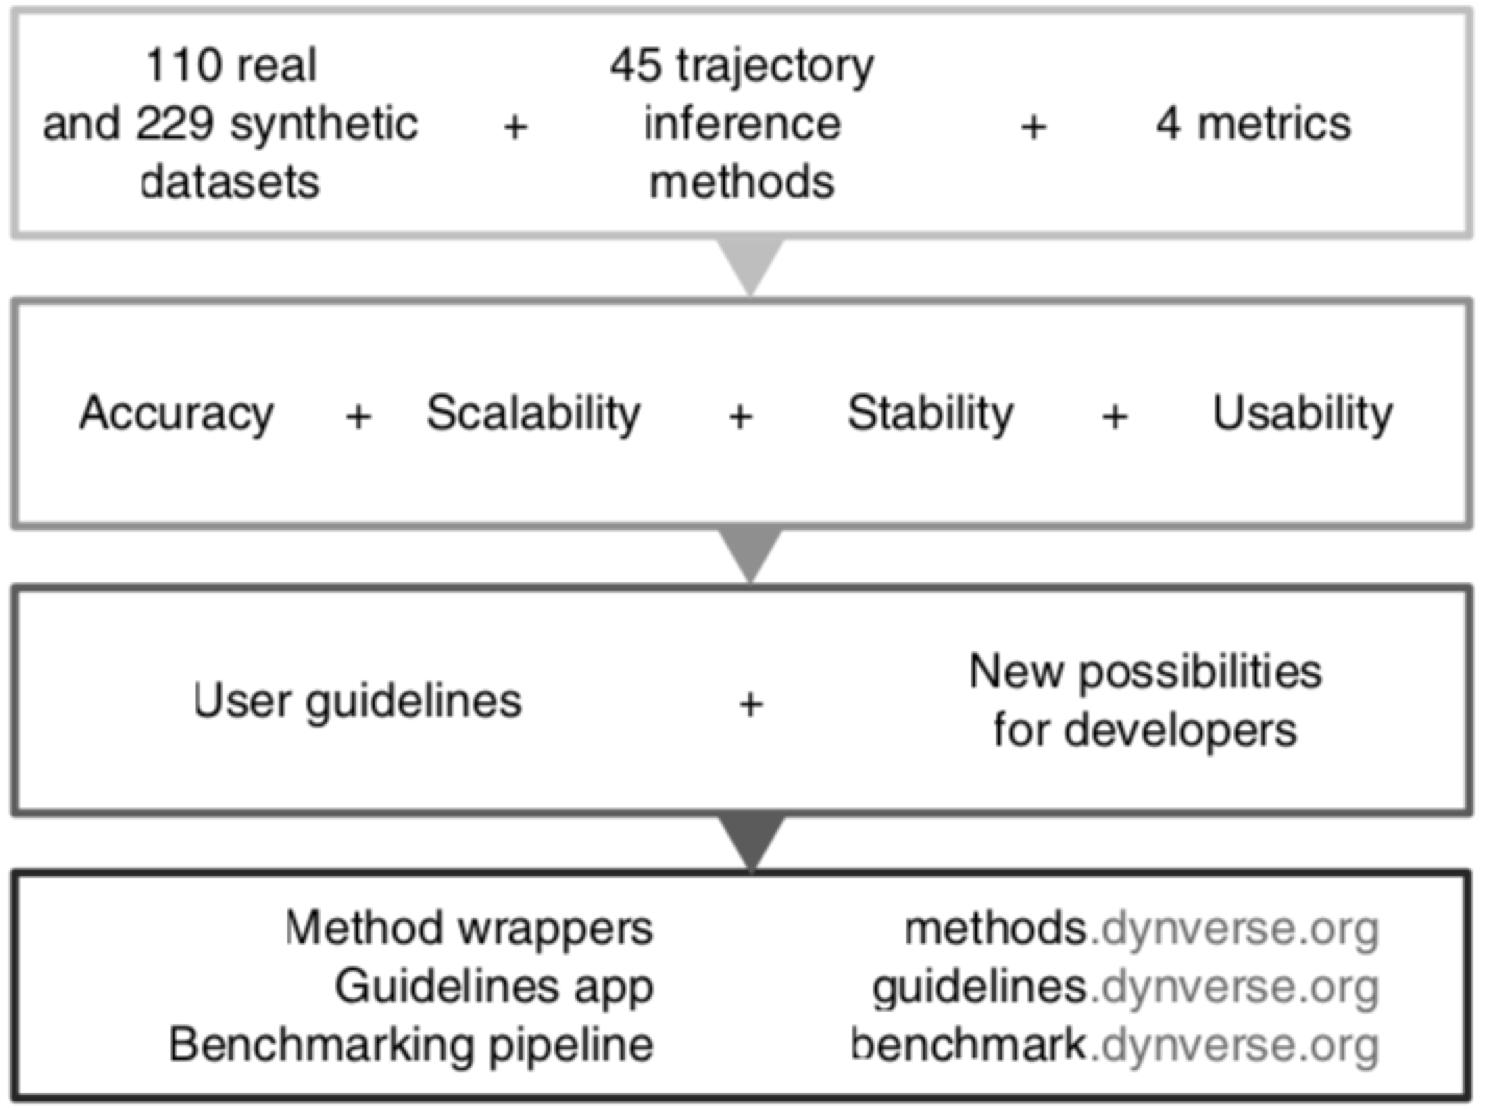 110 real
and 229 synthetic
datasets
+
45 trajectory
inference
methods
+
4 metrics
Accuracy + Scalability + Stability + Usability
User guidelines
+
New possibilities
for developers
Method wrappers methods.dynverse.org
Guidelines app guidelines.dynverse.org
Benchmarking pipeline benchmark.dynverse.org